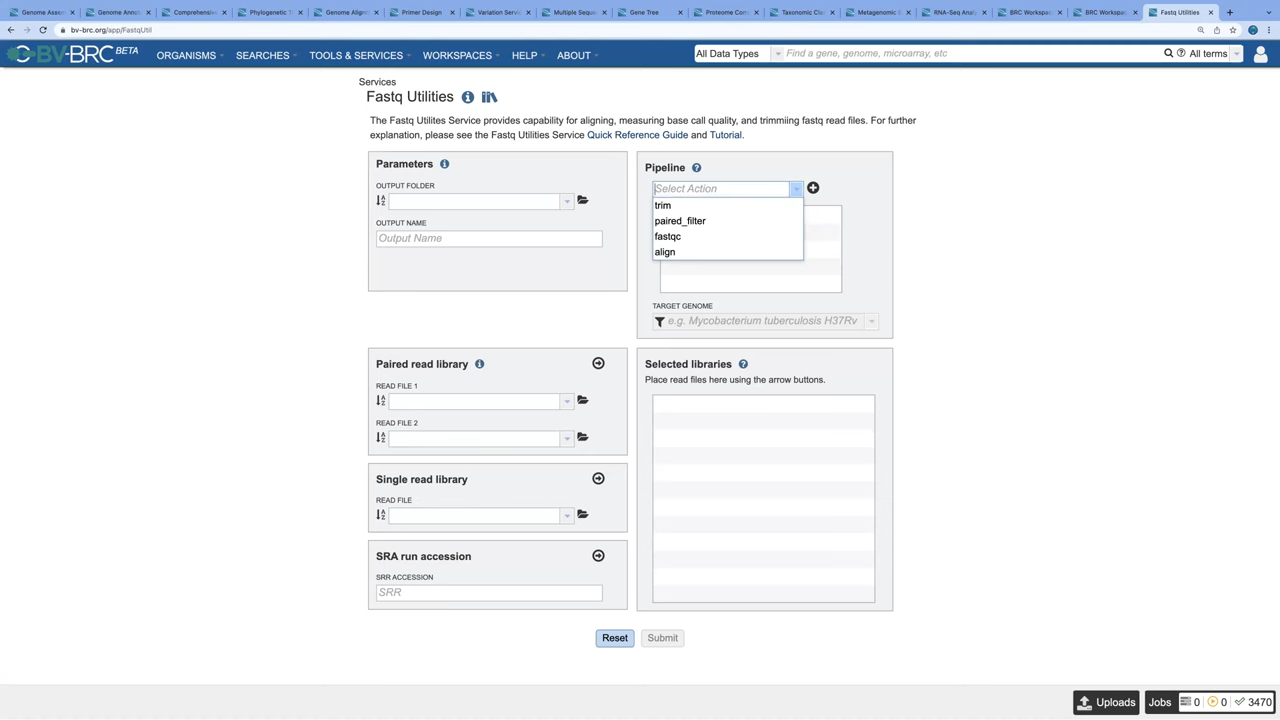 Genome Assem
Genome Annot
Comprehensive
Phylogenetic T
Genome Alignm
Primer Design
Variation Servic
Multiple Seque
Gene Tree
Proteome Com
Taxonomic Clas
Metagenomic
RNA-Seq Analy
BRC Workspac
BRC Workspac
Fastq Utilities
bv-brc.org/app/FastqUtil
BV-BRC BETA
ORGANISMS
SEARCHES
TOOLS & SERVICES
WORKSPACES
HELP
ABOUT
All Data Types
Find a gene, genome, microarray, etc
All terms
Services
Fastq Utilities
The Fastq Utilites Service provides capability for aligning, measuring base call quality, and trimmiing fastq read files. For further
explanation, please see the Fastq Utilities Service Quick Reference Guide and Tutorial.
Parameters
OUTPUT FOLDER
OUTPUT NAME
Output Name
Pipeline
Select Action
trim
paired_filter
fastqc
align
TARGET GENOME
e.g. Mycobacterium tuberculosis H37Rv
Paired read library
READ FILE 1
READ FILE 2
Selected libraries
Place read files here using the arrow buttons.
Single read library
READ FILE
SRA run accession
SRR ACCESSION
SRR
Reset
Submit
Uploads
Jobs
0
0
3470